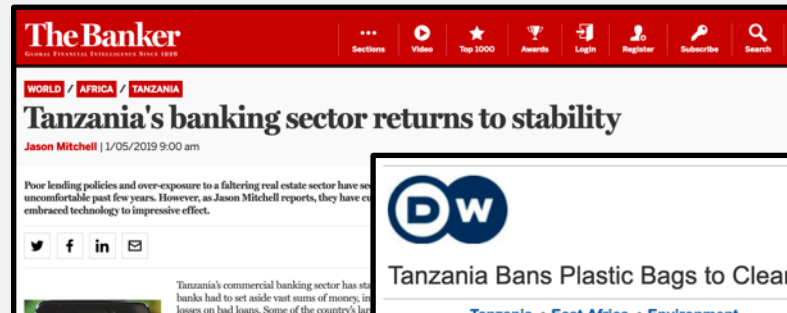 The Banker
GLOBAL FINANCIAL INTELLIGENCE SINCE 1926
Sections Video Top 1000 Awards Login Register Subscribe Search
WORLD / AFRICA / TANZANIA
Tanzania's banking sector returns to stability
Jason Mitchell | 1/05/2019 9:00 am
Poor lending policies and over-exposure to a faltering real estate sector have
uncomfortable past few years. However, as Jason Mitchell reports, they have
embraced technology to impressive effect.
Tanzania's commercial banking sector has
banks had to set aside vast sums of money, in
losses on bad loans. Some of the country's
DW
Tanzania Bans Plastic Bags to
Tanzania East Africa Environment